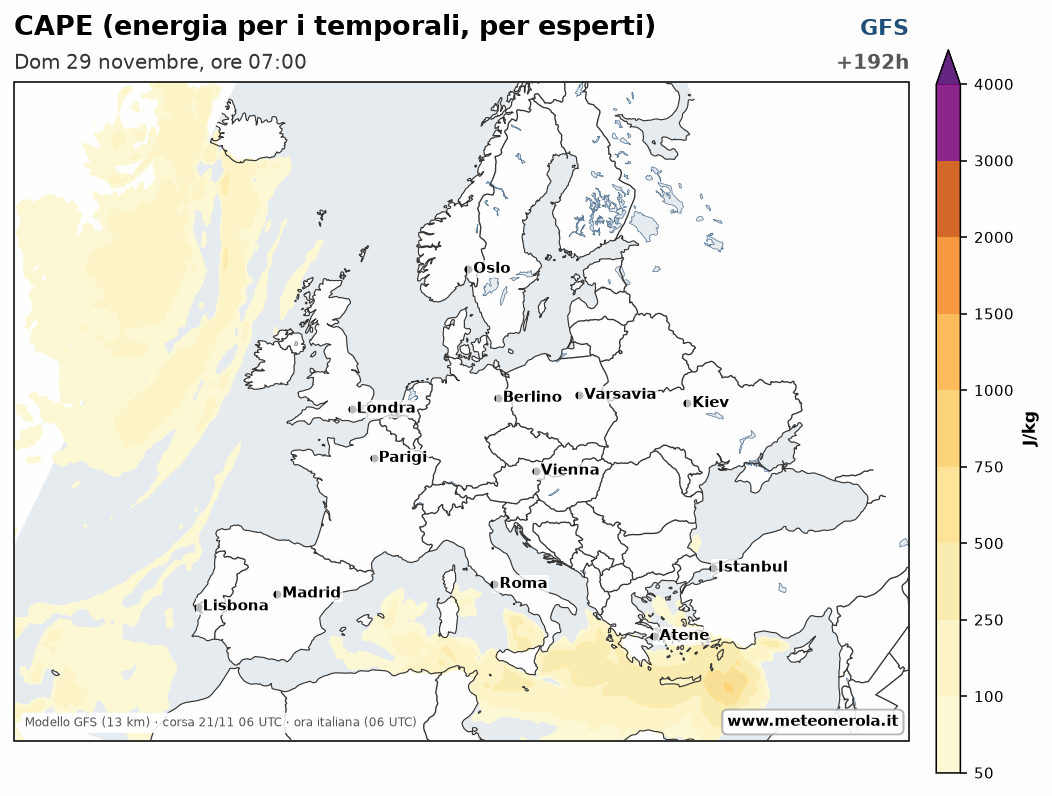 CAPE (energia per i temporali, per esperti)
GFS
Dom 29 novembre, ore 07:00
+192h
4000
3000
2000
1500
1000
750
500
250
100
50
J/kg
Oslo
Londra
Berlino
Varsavia
Kiev
Parigi
Vienna
Istanbul
Roma
Madrid
Lisbona
Atene
Modello GFS (13 km) · corsa 21/11 06 UTC · ora italiana (06 UTC)
www.meteonerola.it